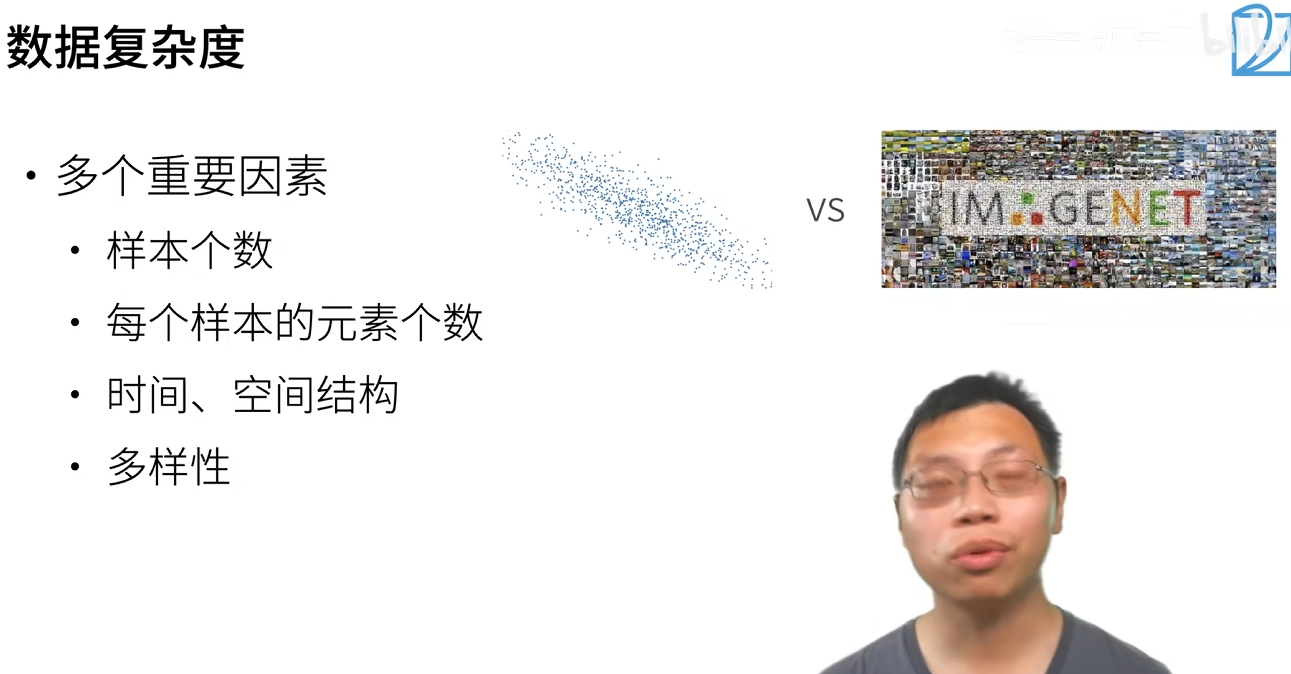 数据复杂度
• 多个重要因素
• 样本个数
• 每个样本的元素个数
• 时间、空间结构
• 多样性
VS
IMAGENET